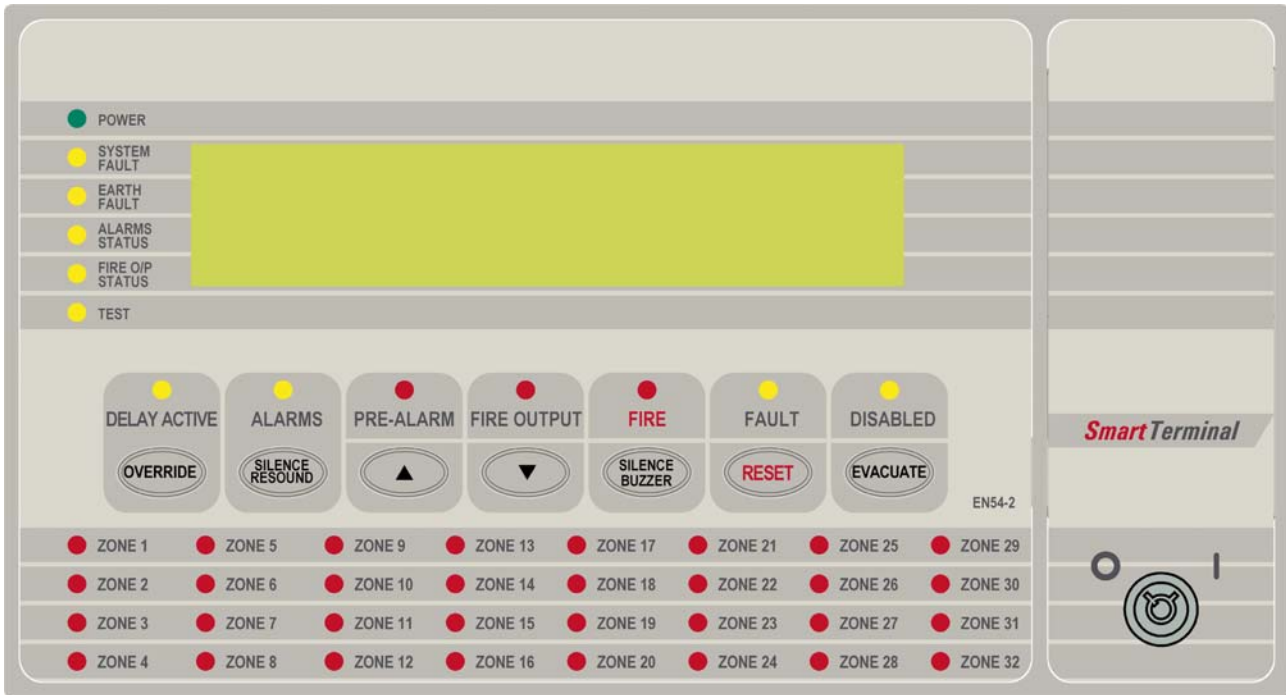 POWER
SYSTEM
FAULT
EARTH
FAULT
ALARMS
STATUS
FIRE O/P
STATUS
TEST
DELAY ACTIVE ALARMS PRE-ALARM FIRE OUTPUT FIRE FAULT DISABLED
OVERRIDE
SILENCE
RESOUND
▲
▼
SILENCE
BUZZER
RESET
EVACUATE
EN54-2
SmartTerminal
ZONE 1 ZONE 5 ZONE 9 ZONE 13 ZONE 17 ZONE 21 ZONE 25 ZONE 29
ZONE 2 ZONE 6 ZONE 10 ZONE 14 ZONE 18 ZONE 22 ZONE 26 ZONE 30
ZONE 3 ZONE 7 ZONE 11 ZONE 15 ZONE 19 ZONE 23 ZONE 27 ZONE 31
ZONE 4 ZONE 8 ZONE 12 ZONE 16 ZONE 20 ZONE 24 ZONE 28 ZONE 32
O I